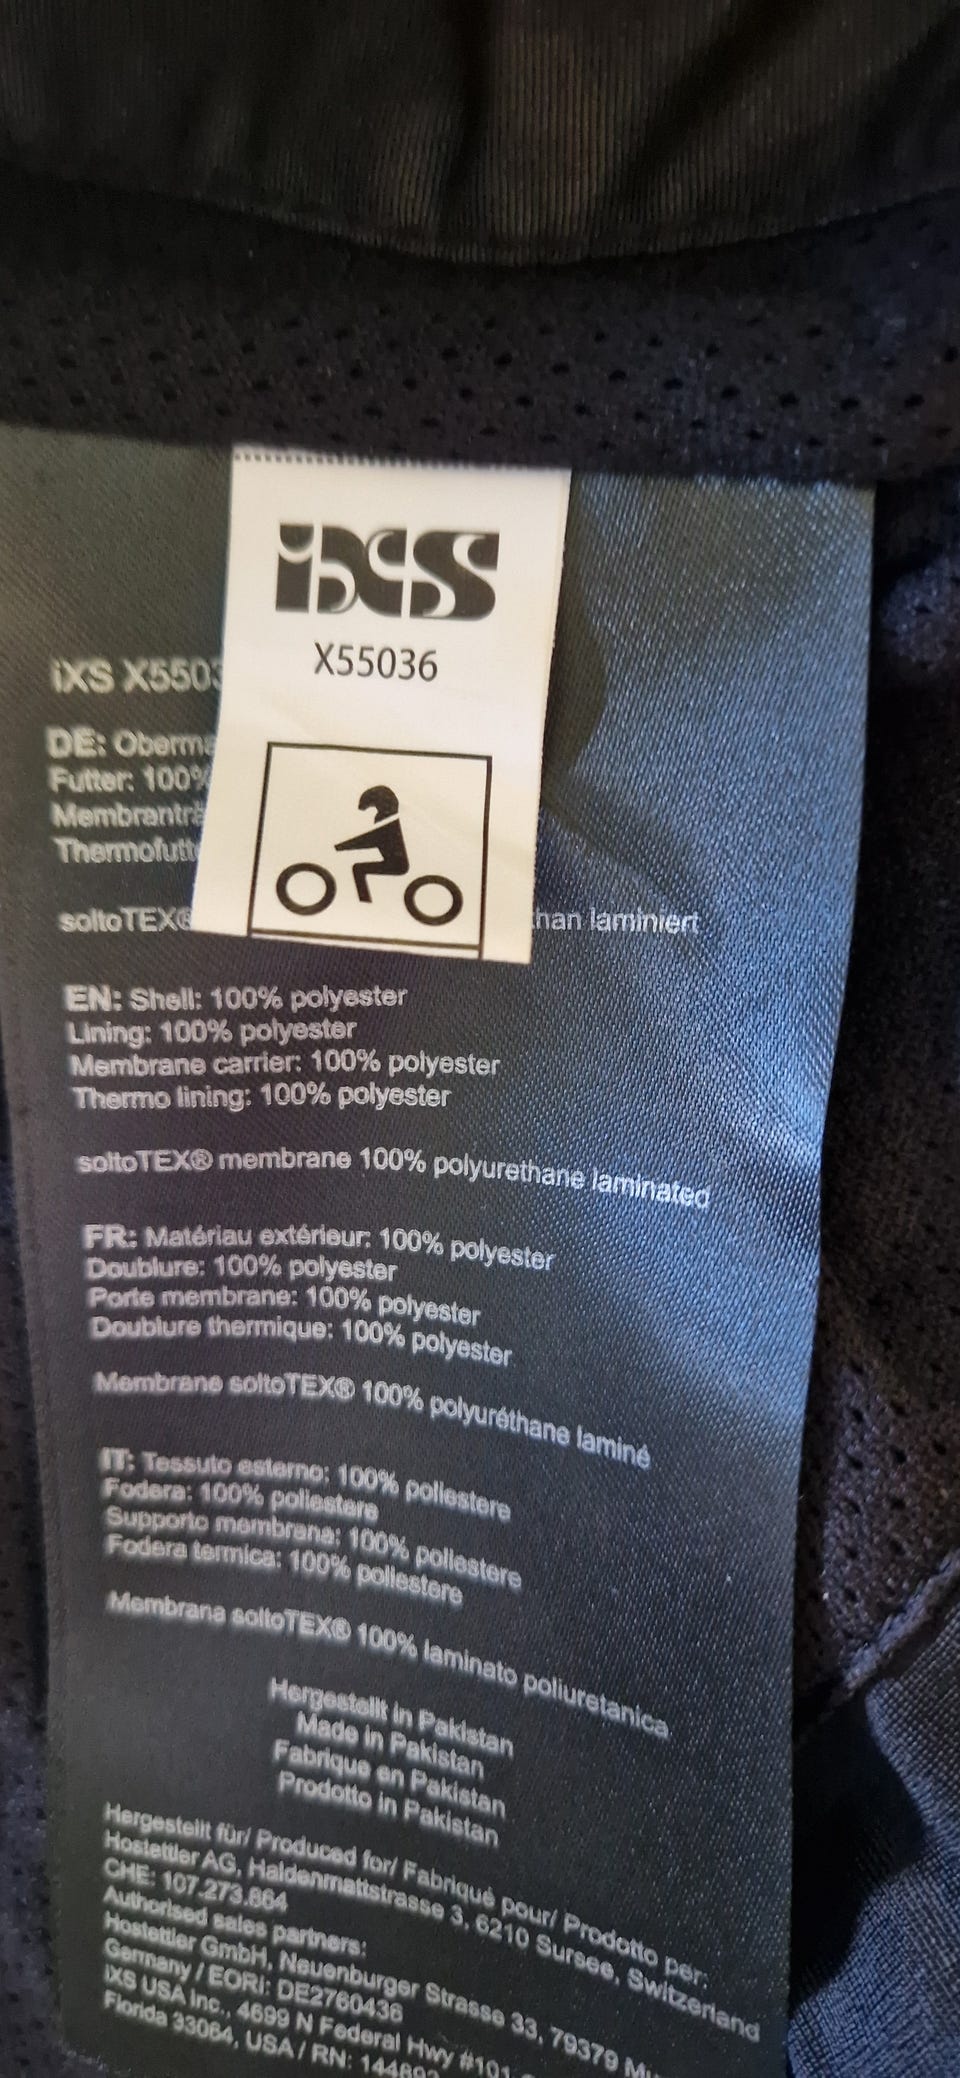 iXS
X55036
iXS X5503
DE: Oberma
Futter: 100%
Membranträ
Thermofutt
soltoTEX® than laminiert
EN: Shell: 100% polyester
Lining: 100% polyester
Membrane carrier: 100% polyester
Thermo lining: 100% polyester
soltoTEX® membrane 100% polyurethane laminated
FR: Matériau extérieur: 100% polyester
Doublure: 100% polyester
Porte membrane: 100% polyester
Doublure thermique: 100% polyester
Membrane soltoTEX® 100% polyuréthane laminé
IT: Tessuto esterno: 100% poliestere
Fodera: 100% poliestere
Supporto membrana: 100% poliestere
Fodera termica: 100% poliestere
Membrana soltoTEX® 100% laminato poliuretanica
Hergestellt in Pakistan
Made in Pakistan
Fabrique en Pakistan
Prodotto in Pakistan
Hergestellt für/ Produced for/ Fabriqué pour/ Prodotto per:
Hostettler AG, Haldenmattstrasse 3, 6210 Sursee, Switzerland
CHE: 107.273.864
Authorised sales partners:
Hostettler GmbH, Neuenburger Strasse 33, 79379 Mu
Germany / EORI: DE2760436
iXS USA Inc., 4699 N Federal Hwy #101
Florida 33064, USA / RN: